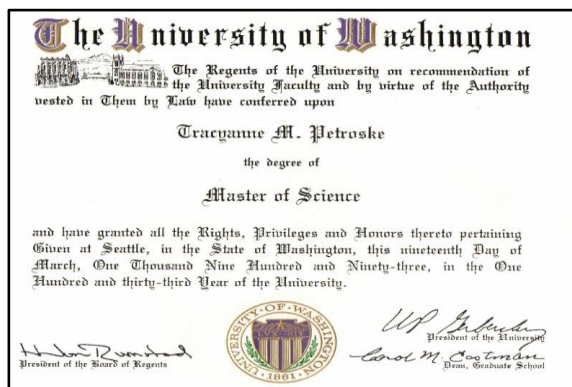 The University of Washington
The Regents of the University on recommendation of
the University Faculty and by virtue of the Authority
vested in Them by Law have conferred upon
Tracyanne M. Petroske
the degree of
Master of Science
and have granted all the Rights, Privileges and Honors thereto pertaining
Given at Seattle, in the State of Washington, this nineteenth Day of
March, One Thousand Nine Hundred and Ninety-three, in the One
Hundred and thirty-third Year of the University.
UNIVERSITY·OF·WASHINGTON
·1861·
President of the University
President of the Board of Regents
Carol M. Eastman
Dean, Graduate School